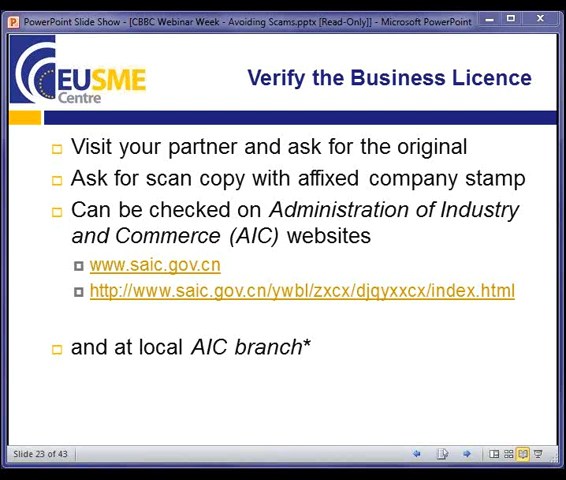 PowerPoint Slide Show - [CBBC Webinar Week - Avoiding Scams.pptx [Read-Only]] - Microsoft PowerPoint
EUSME
Centre
Verify the Business Licence
Visit your partner and ask for the original
Ask for scan copy with affixed company stamp
Can be checked on Administration of Industry
and Commerce (AIC) websites
www.saic.gov.cn
http://www.saic.gov.cn/ywbl/zxcx/djqyxxcx/index.html
and at local AIC branch*
Slide 23 of 43